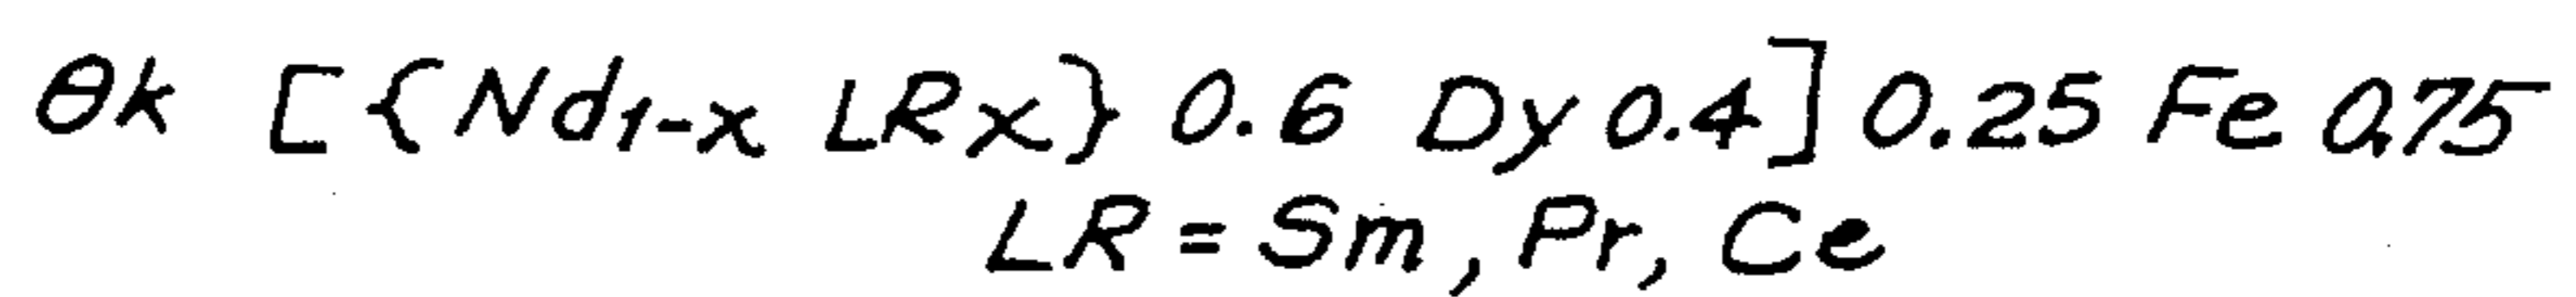 θk [{Nd1-x LRx} 0.6 Dy 0.4] 0.25 Fe 0.75
LR = Sm, Pr, Ce